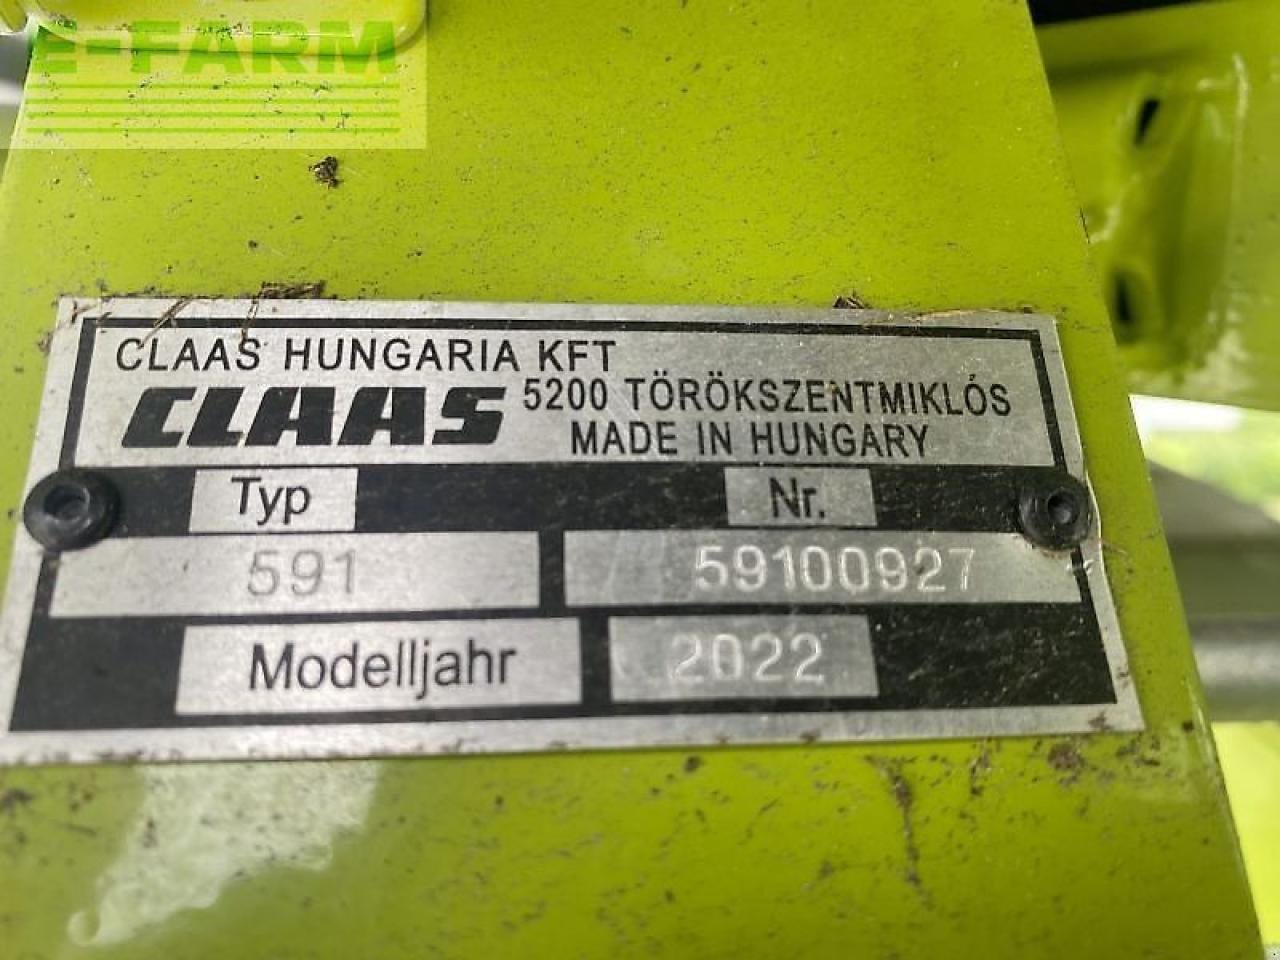 E-FARM
CLAAS HUNGARIA KFT
CLAAS 5200 TÖRÖKSZENTMIKLÓS
MADE IN HUNGARY
Typ Nr.
591 59100927
Modelljahr 2022